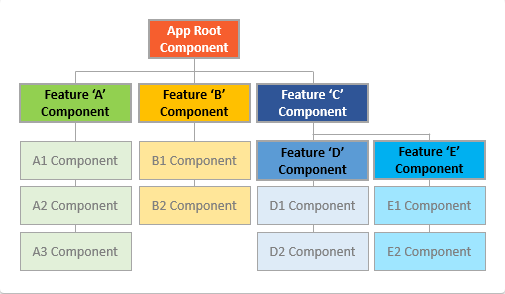 App Root
Component
Feature ‘A’
Component
Feature ‘B’
Component
Feature ‘C’
Component
A1 Component
A2 Component
A3 Component
B1 Component
B2 Component
Feature ‘D’
Component
D1 Component
D2 Component
Feature ‘E’
Component
E1 Component
E2 Component